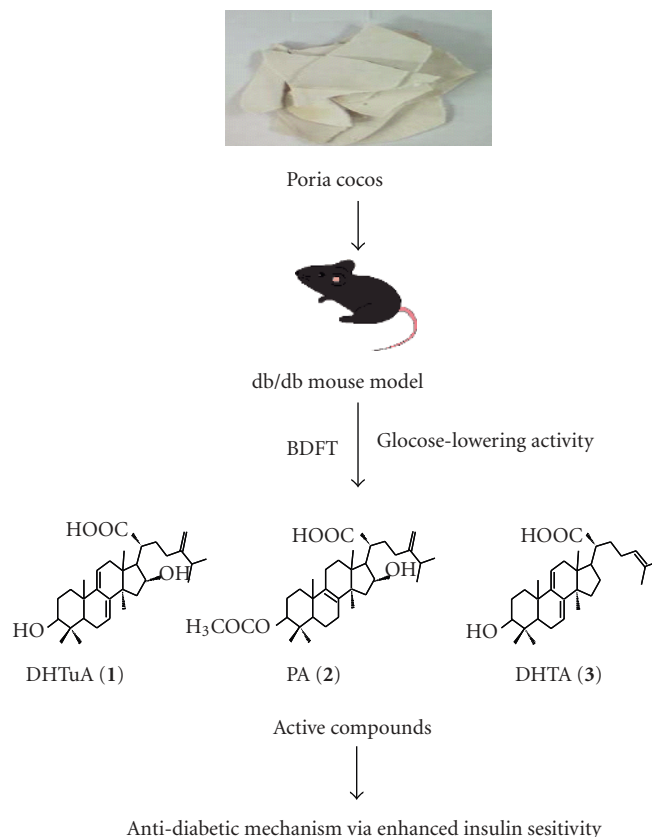 Poria cocos
db/db mouse model
BDFT
Glocose-lowering activity
HOOC
OH
HO
DHTuA (1)
HOOC
OH
H₃COCO
PA (2)
HOOC
HO
DHTA (3)
Active compounds
Anti-diabetic mechanism via enhanced insulin sesitivity